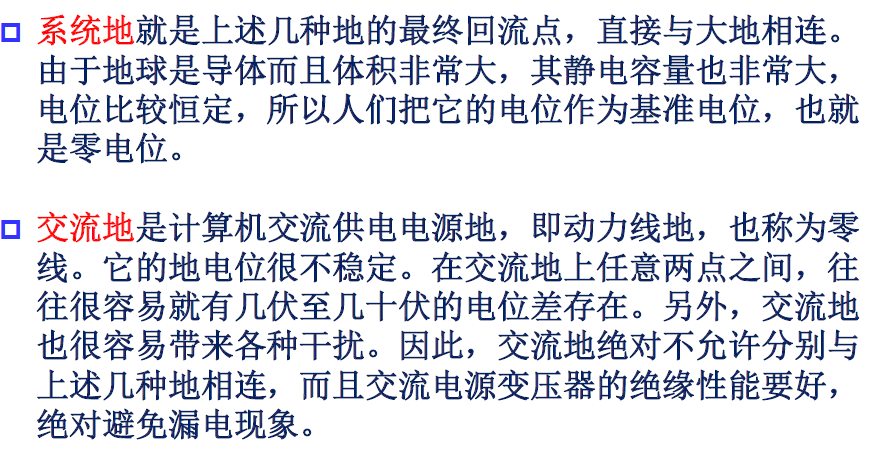 系统地就是上述几种地的最终回流点，直接与大地相连。
由于地球是导体而且体积非常大，其静电容量也非常大，
电位比较恒定，所以人们把它的电位作为基准电位，也就
是零电位。
交流地是计算机交流供电电源地，即动力线地，也称为零
线。它的地电位很不稳定。在交流地上任意两点之间，往
往很容易就有几伏至几十伏的电位差存在。另外，交流地
也很容易带来各种干扰。因此，交流地绝对不允许分别与
上述几种地相连，而且交流电源变压器的绝缘性能要好，
绝对避免漏电现象。